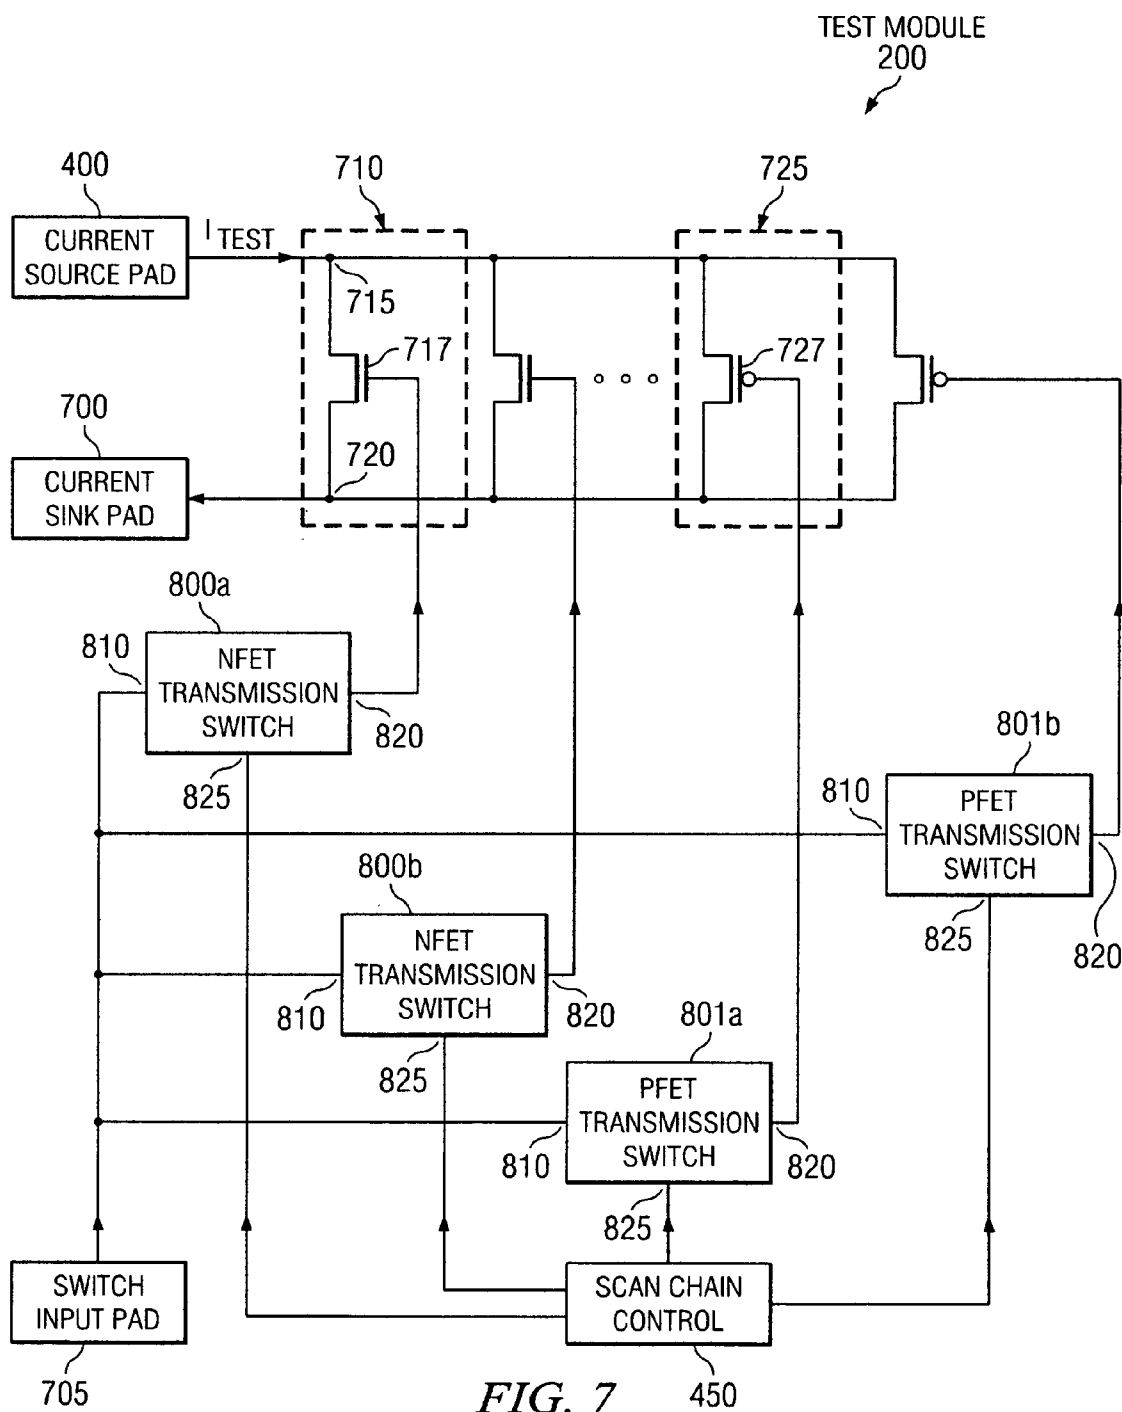 TEST MODULE
200
400
CURRENT
SOURCE PAD
I TEST
710
725
715
717
727
700
CURRENT
SINK PAD
720
800a
810
NFET
TRANSMISSION
SWITCH
820
825
801b
810
PFET
TRANSMISSION
SWITCH
825
820
800b
NFET
TRANSMISSION
SWITCH
810
820
825
801a
PFET
TRANSMISSION
SWITCH
810
820
825
SWITCH
INPUT PAD
705
SCAN CHAIN
CONTROL
450
FIG. 7